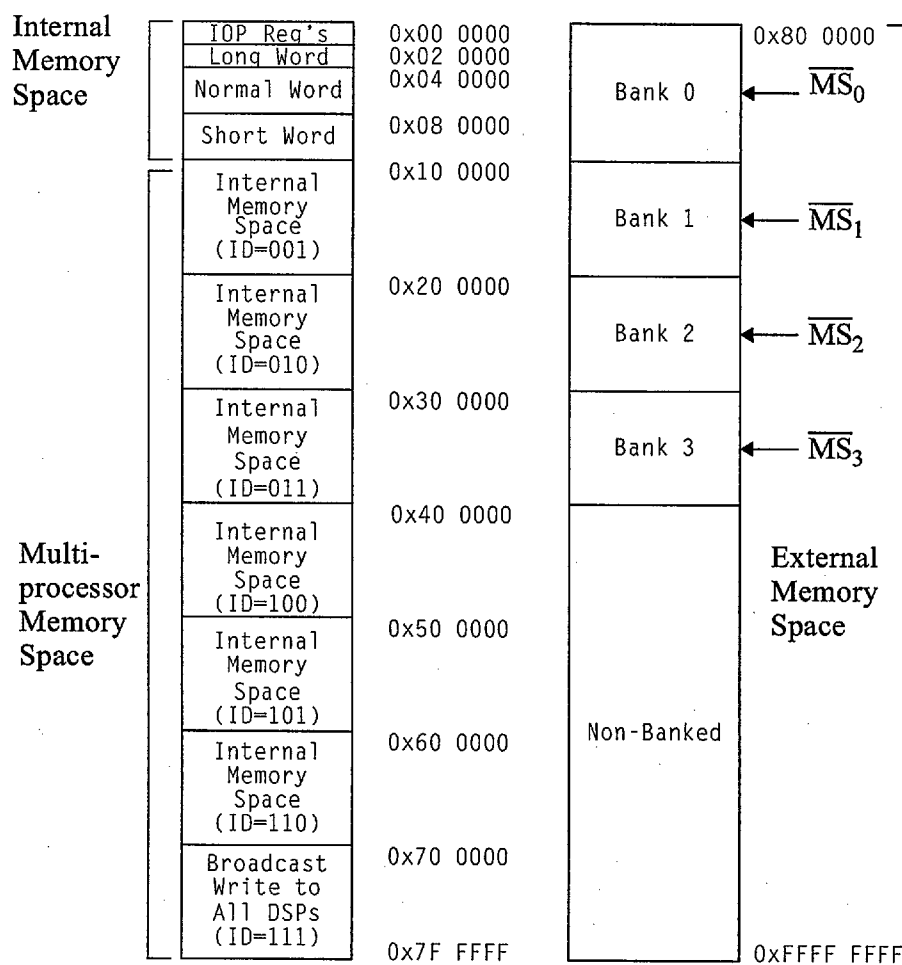 Internal
Memory
Space
IOP Reg's
Long Word
Normal Word
Short Word
0x00 0000
0x02 0000
0x04 0000
0x08 0000
Multi-
processor
Memory
Space
Internal
Memory
Space
(ID=001)
0x10 0000
Internal
Memory
Space
(ID=010)
0x20 0000
Internal
Memory
Space
(ID=011)
0x30 0000
Internal
Memory
Space
(ID=100)
0x40 0000
Internal
Memory
Space
(ID=101)
0x50 0000
Internal
Memory
Space
(ID=110)
0x60 0000
Broadcast
Write to
All DSPs
(ID=111)
0x70 0000
0x7F FFFF
0x80 0000
Bank 0
MS0
Bank 1
MS1
Bank 2
MS2
Bank 3
MS3
Non-Banked
External
Memory
Space
0xFFFF FFFF